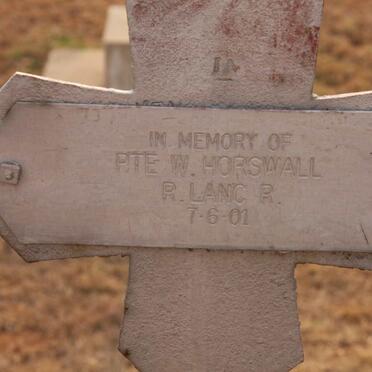 IN MEMORY OF
PTE W. HORSWALL
R. LANC R.
7-6-01